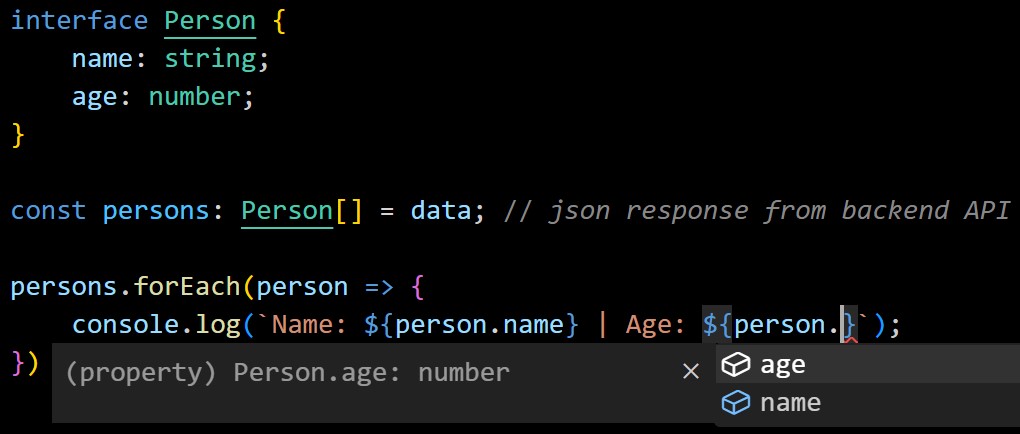 interface Person {
    name: string;
    age: number;
}
const persons: Person[] = data; // json response from backend API
persons.forEach(person => {
    console.log(`Name: ${person.name} | Age: ${person.}`);
})
(property) Person.age: number ×
age
name